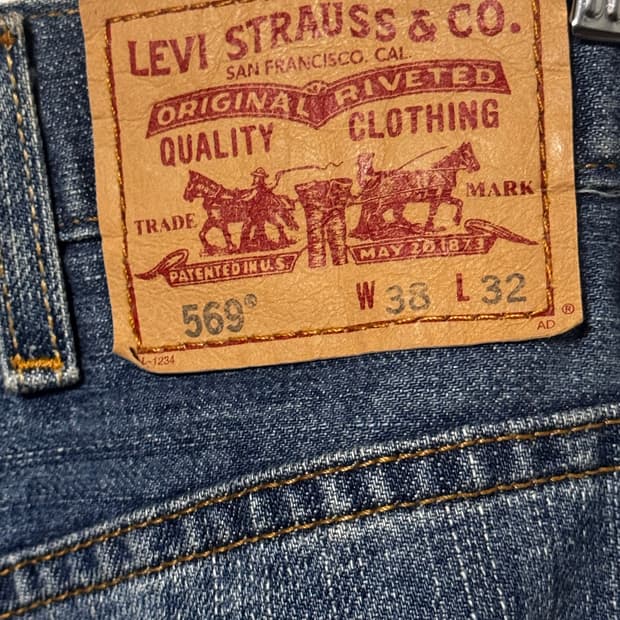 LEVI STRAUSS & CO.
SAN FRANCISCO, CAL.
ORIGINAL RIVETED
QUALITY CLOTHING
TRADE MARK
PATENTED IN U.S. MAY 20 1873
569® W 38 L 32
L-1234 AD ®